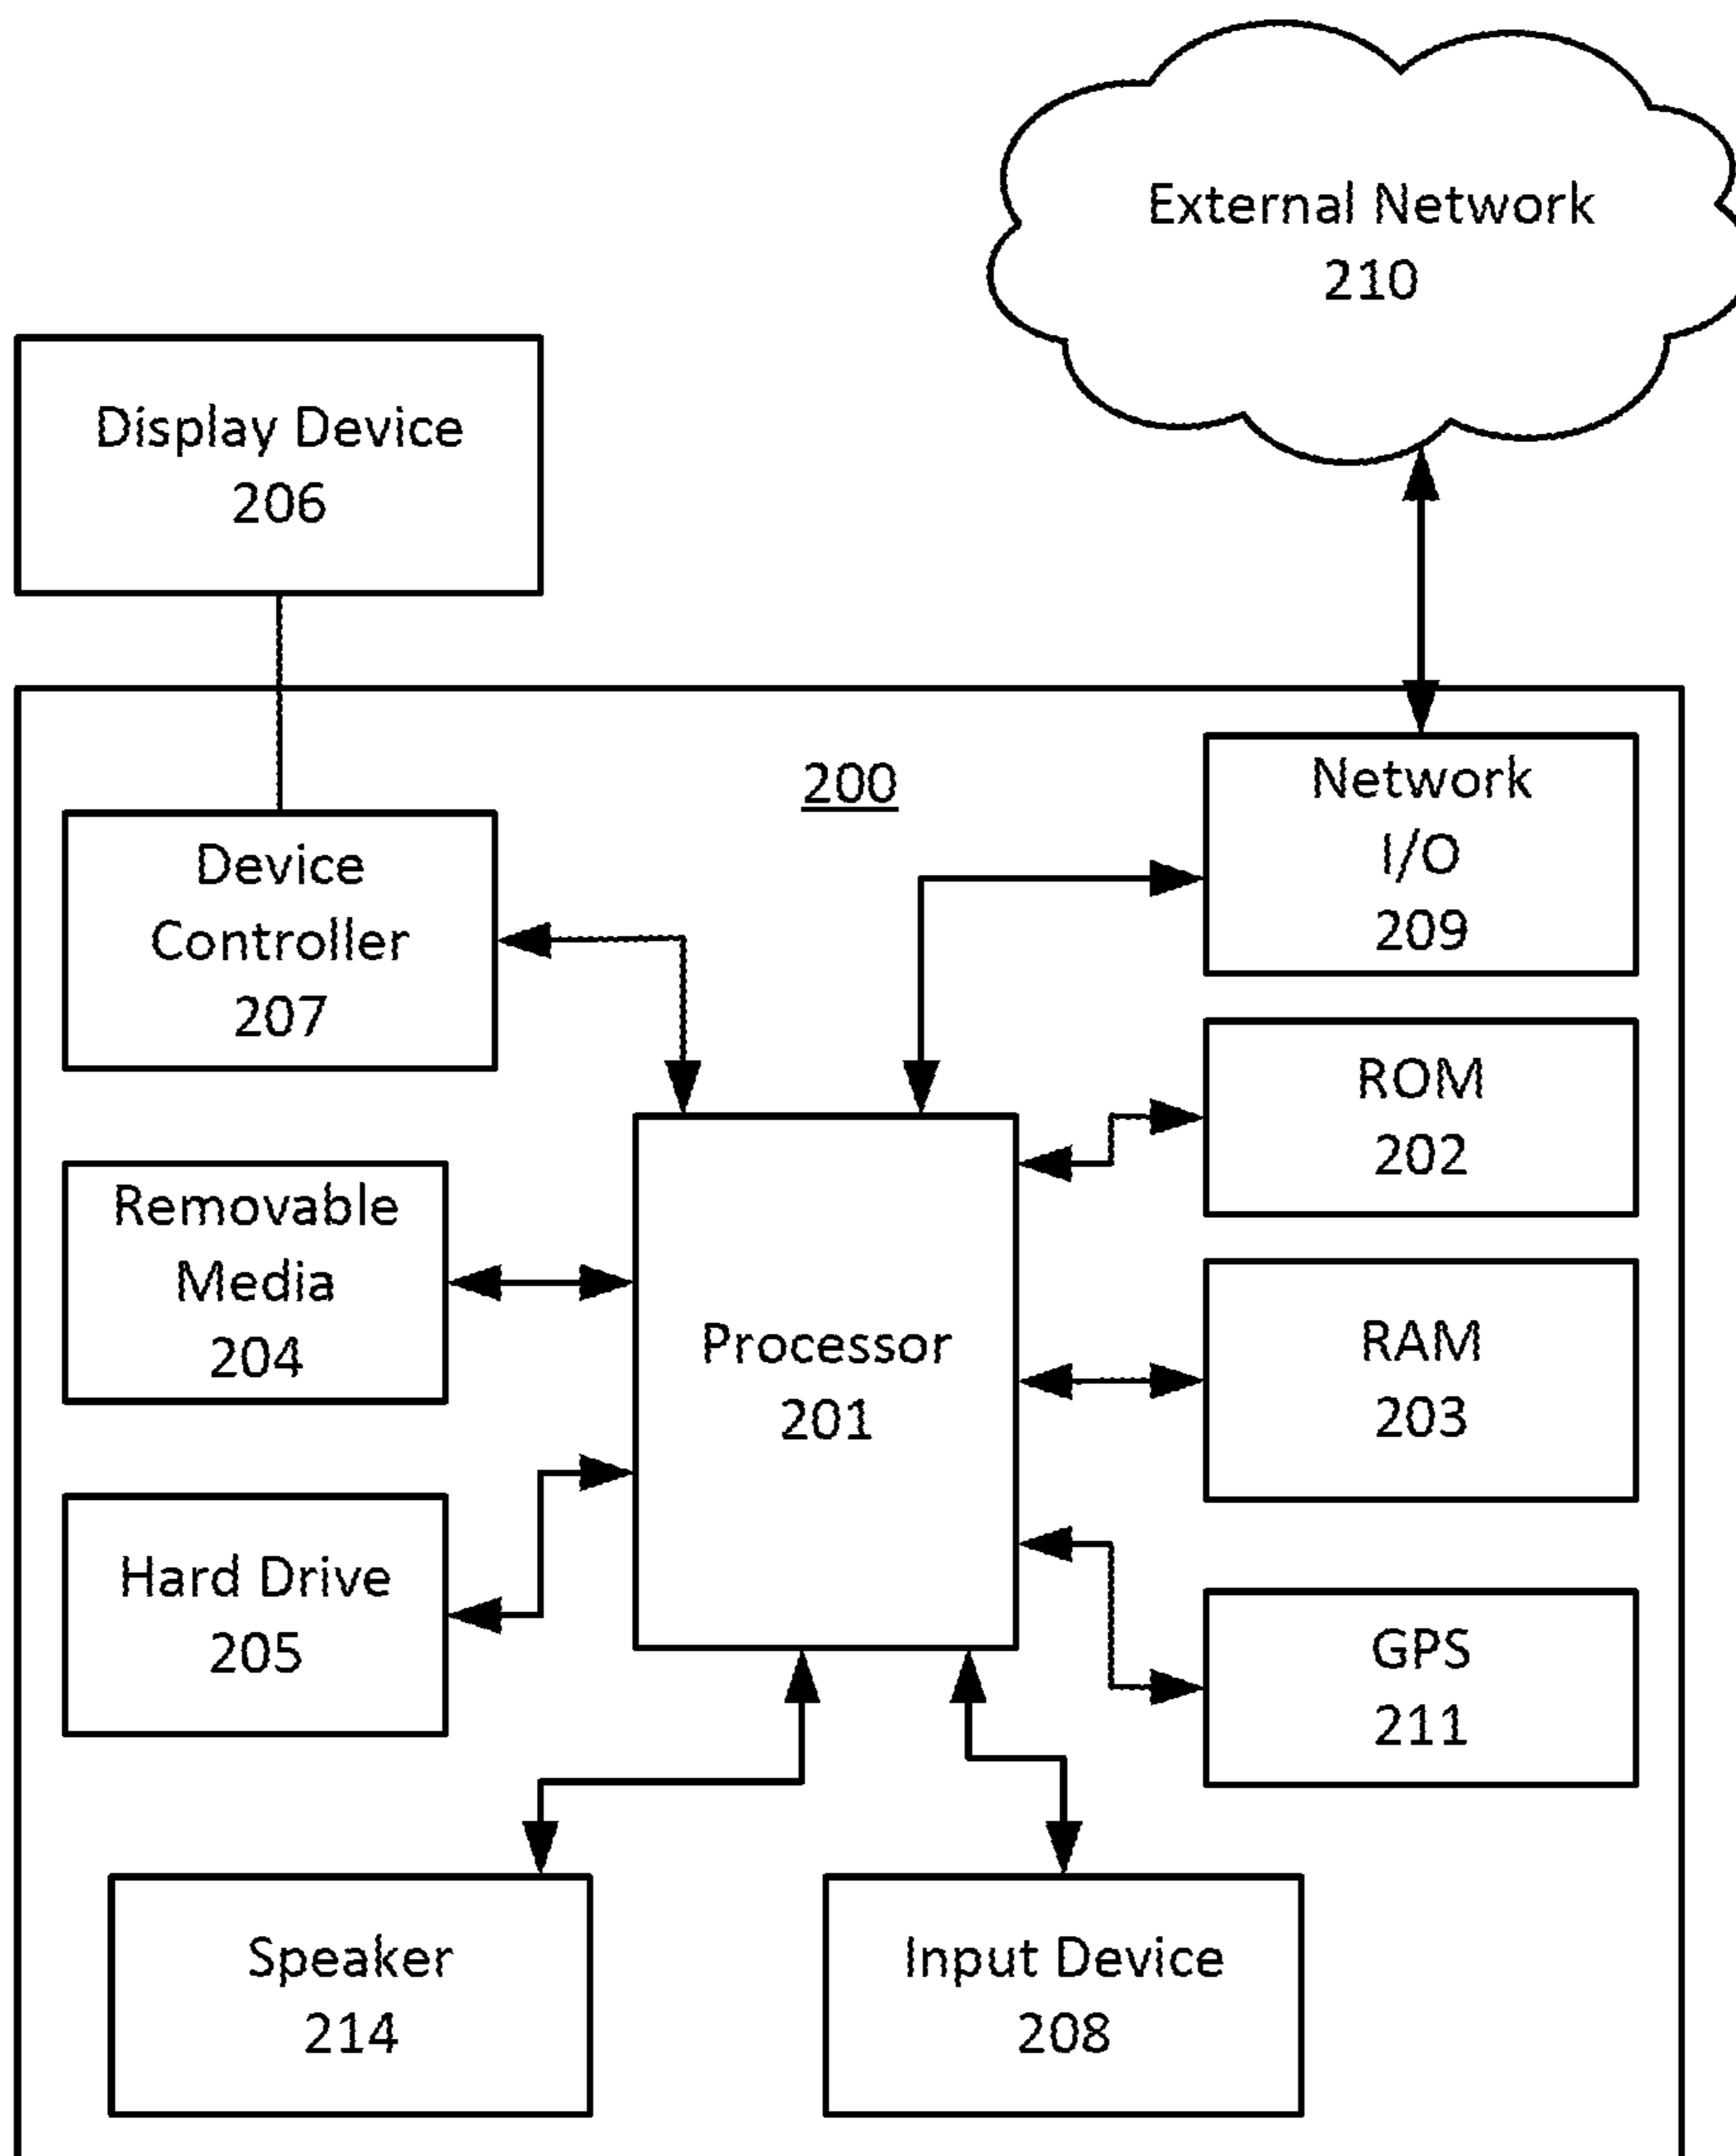 External Network
210
Display Device
206
200
Network
I/O
209
Device
Controller
207
ROM
202
Removable
Media
204
Processor
201
RAM
203
Hard Drive
205
GPS
211
Speaker
214
Input Device
208